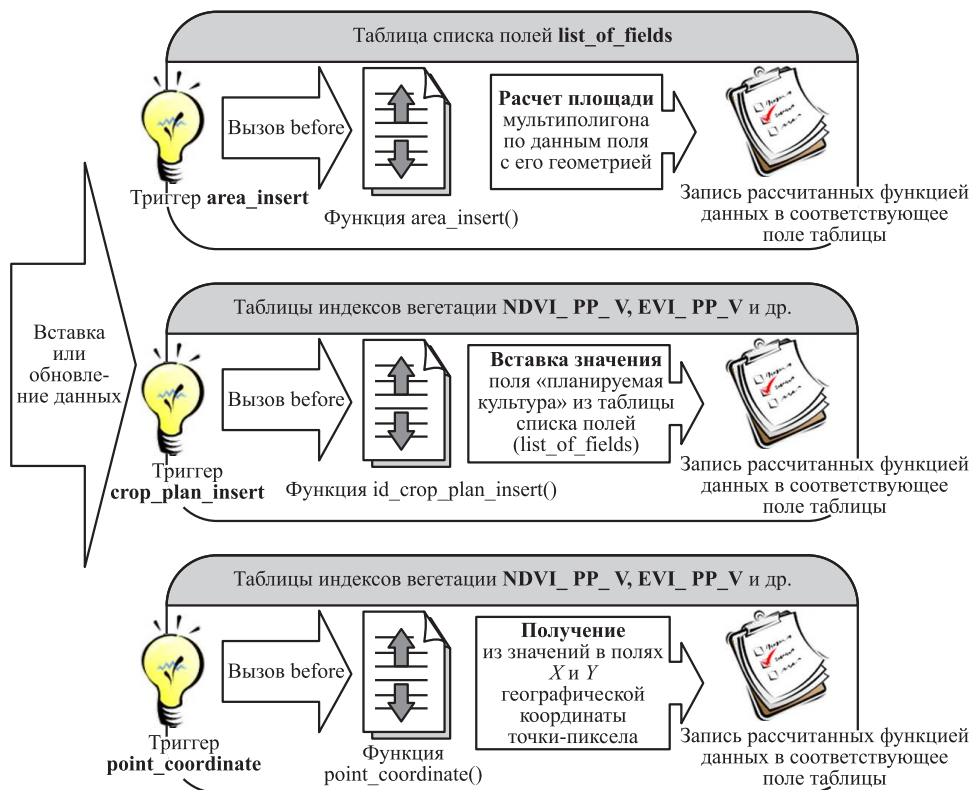 Таблица списка полей list_of_fields
Вызов before
Расчет площади
мультиполигона
по данным поля
с его геометрией
Триггер area_insert
Функция area_insert()
Запись рассчитанных функцией
данных в соответствующее
поле таблицы
Вставка
или
обновле-
ние данных
Таблицы индексов вегетации NDVI_ PP_ V, EVI_ PP_V и др.
Вызов before
Вставка значения
поля «планируемая
культура» из таблицы
списка полей
(list_of_fields)
Триггер
crop_plan_insert
Функция id_crop_plan_insert()
Запись рассчитанных функцией
данных в соответствующее
поле таблицы
Таблицы индексов вегетации NDVI_ PP_ V, EVI_ PP_V и др.
Вызов before
Получение
из значений в полях
X и Y
географической
координаты
точки-пиксела
Триггер
point_coordinate
Функция
point_coordinate()
Запись рассчитанных функцией
данных в соответствующее
поле таблицы